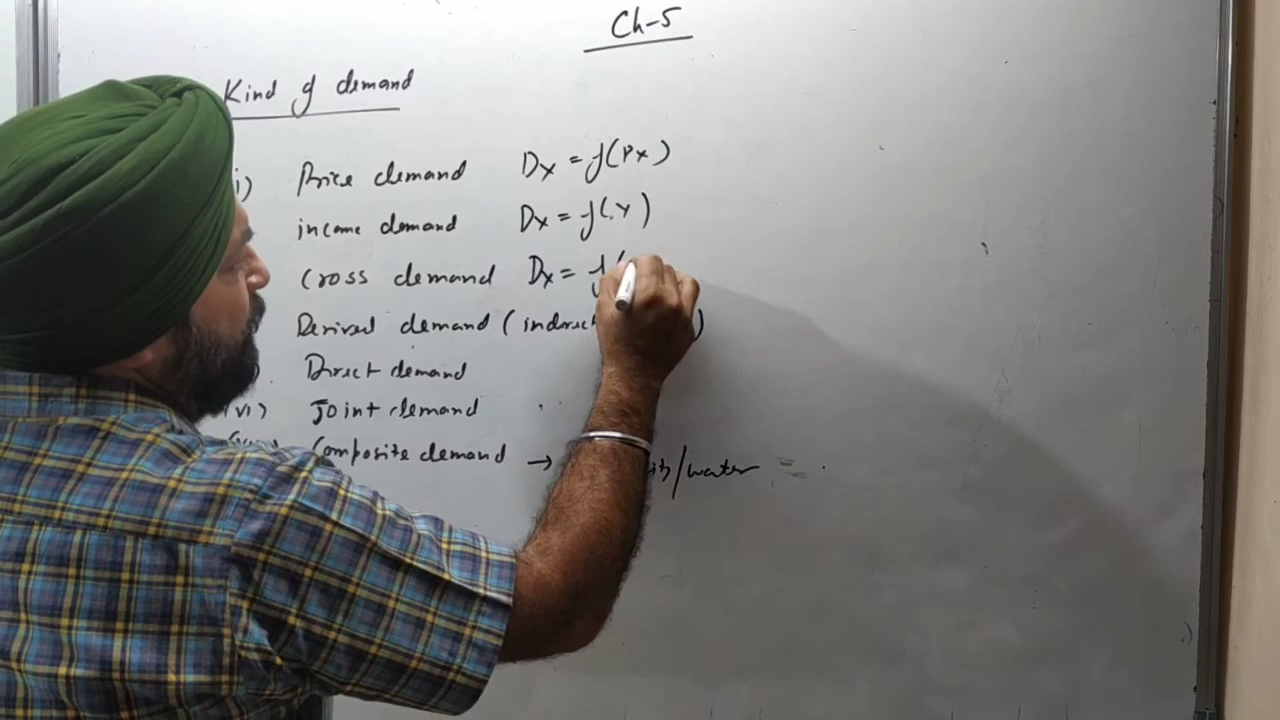 Ch-5
Kind of demand
i) Price demand Dx = f(Px)
income demand Dx = f(Y)
Cross demand Dx = f(
Derived demand (
Direct demand
(vi) Joint demand
Composite demand → /water